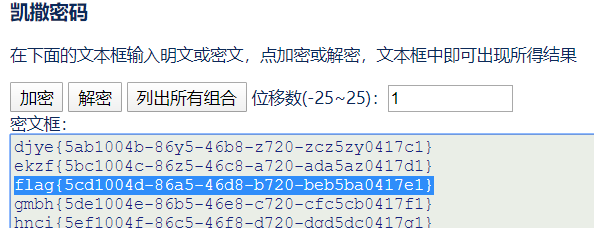 凯撒密码
在下面的文本框输入明文或密文，点加密或解密，文本框中即可出现所得结果
加密 解密 列出所有组合 位移数(-25~25)：1
密文框：
djye{5ab1004b-86y5-46b8-z720-zcz5zy0417c1}
ekzf{5bc1004c-86z5-46c8-a720-ada5az0417d1}
flag{5cd1004d-86a5-46d8-b720-beb5ba0417e1}
gmbh{5de1004e-86b5-46e8-c720-cfc5cb0417f1}
hnci{5ef1004f-86c5-46f8-d720-dgd5dc0417g1}